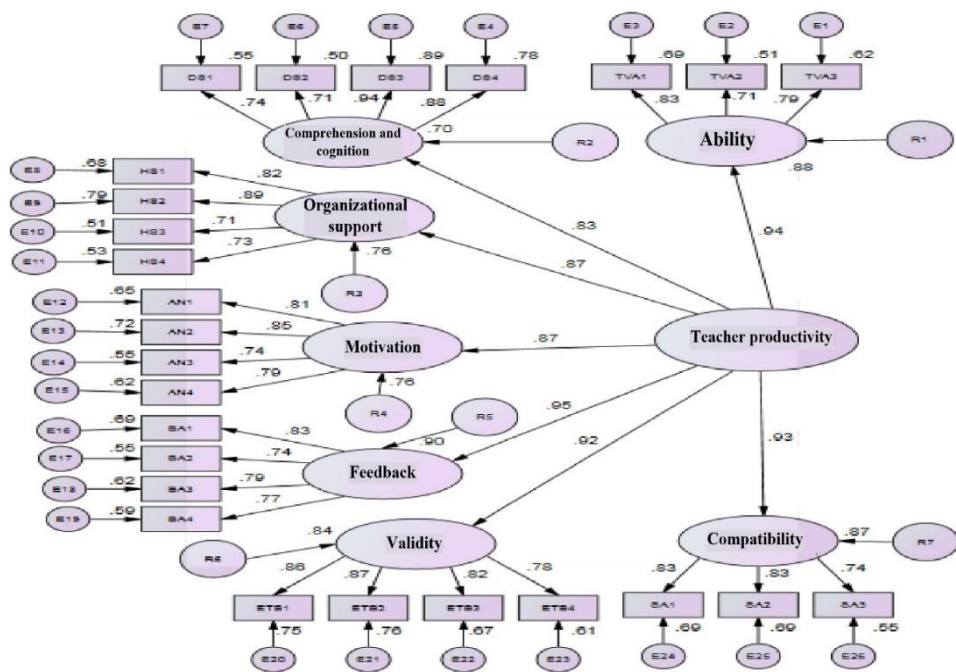 E7 E6 E5 E4 E3 E2 E1
.55 .50 .89 .78 .69 .51 .62
DS1 DS2 DS3 DS4 TVA1 TVA2 TVA3
.74 .71 .94 .88 .83 .71 .79
Comprehension and
cognition
.70
R2
Ability
.88
R1
E8 .68 HS1 .82
E9 .79 HS2 .89
E10 .51 HS3 .71
E11 .53 HS4 .73
Organizational
support
.76
R3
.83
.87
.94
E12 .65 AN1 .81
E13 .72 AN2 .85
E14 .55 AN3 .74
E15 .62 AN4 .79
Motivation
.76
R4
.87
Teacher productivity
E16 .69 BA1 .83
E17 .55 BA2 .74
E18 .62 BA3 .79
E19 .59 BA4 .77
Feedback
.90
R5
.95
.92
.93
R6
.84
Validity
Compatibility
.87
R7
.86 .87 .82 .78 .83 .83 .74
ETB1 ETB2 ETB3 ETB4 SA1 SA2 SA3
.75 .76 .67 .61 .69 .69 .55
E20 E21 E22 E23 E24 E25 E26